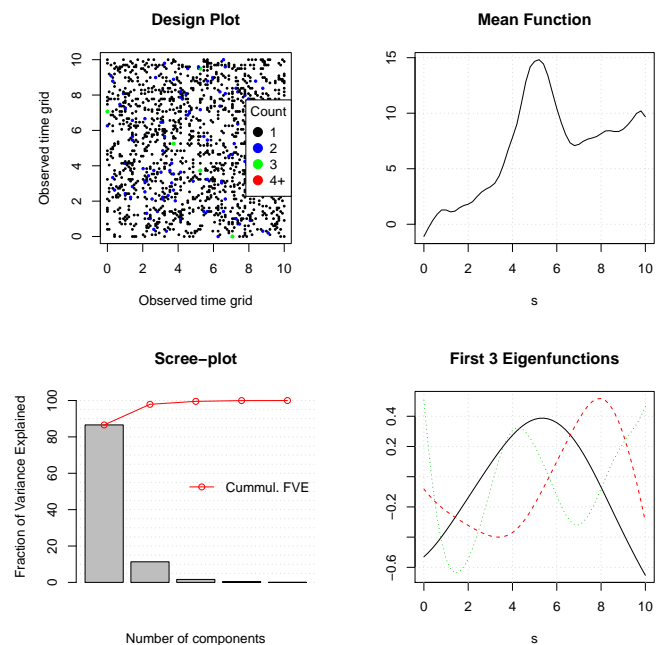 Design Plot
Observed time grid
0 2 4 6 8 10
0 2 4 6 8 10
Observed time grid
Count
1
2
3
4+
Mean Function
0 5 10 15
0 2 4 6 8 10
s
Scree−plot
Fraction of Variance Explained
0 20 40 60 80 100
Cummul. FVE
Number of components
First 3 Eigenfunctions
−0.6 −0.2 0.2 0.4
0 2 4 6 8 10
s